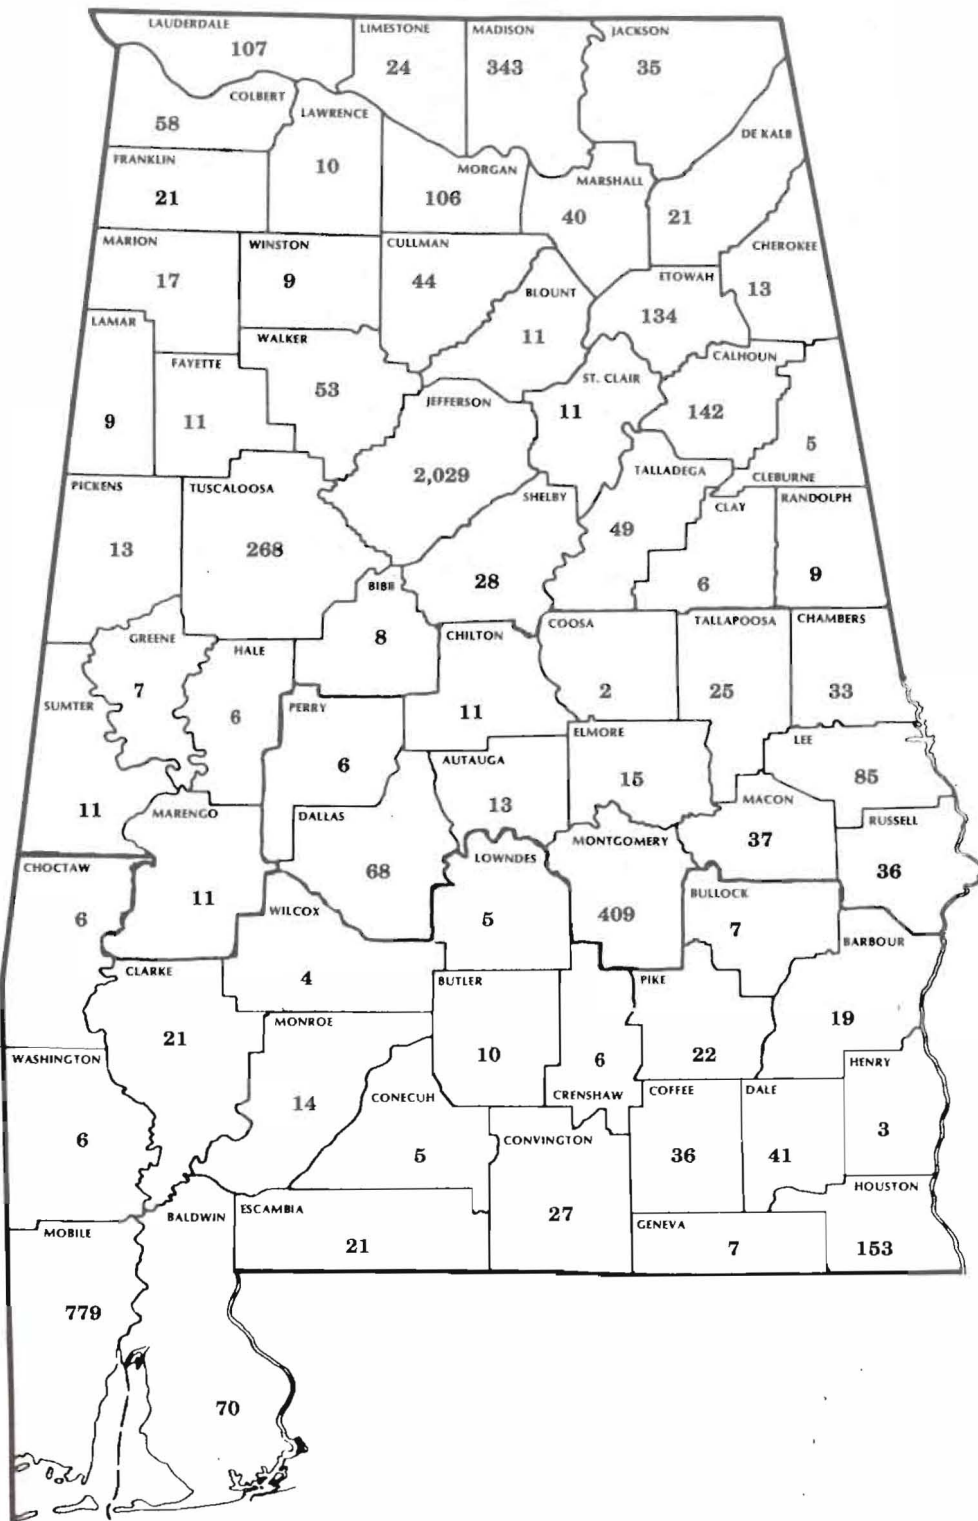 LAUDERDALE
107
LIMESTONE
24
MADISON
343
JACKSON
35
COLBERT
58
LAWRENCE
10
DE KALB
21
FRANKLIN
21
MORGAN
106
MARSHALL
40
MARION
17
WINSTON
9
CULLMAN
44
CHEROKEE
13
ETOWAH
134
BLOUNT
11
LAMAR
9
WALKER
53
FAYETTE
11
CALHOUN
142
ST. CLAIR
11
JEFFERSON
2,029
CLEBURNE
5
TALLADEGA
49
PICKENS
13
TUSCALOOSA
268
SHELBY
28
CLAY
6
RANDOLPH
9
BIBB
8
GREENE
7
HALE
6
CHILTON
11
COOSA
2
TALLAPOOSA
25
CHAMBERS
33
SUMTER
11
PERRY
6
ELMORE
15
LEE
85
AUTAUGA
13
MACON
37
MARENGO
11
DALLAS
68
RUSSELL
36
MONTGOMERY
409
LOWNDES
5
CHOCTAW
6
BULLOCK
7
WILCOX
4
BARBOUR
19
CLARKE
21
BUTLER
10
PIKE
22
MONROE
14
CRENSHAW
6
WASHINGTON
6
HENRY
3
CONECUH
5
COFFEE
36
DALE
41
CONVINGTON
27
HOUSTON
153
ESCAMBIA
21
BALDWIN
70
GENEVA
7
MOBILE
779